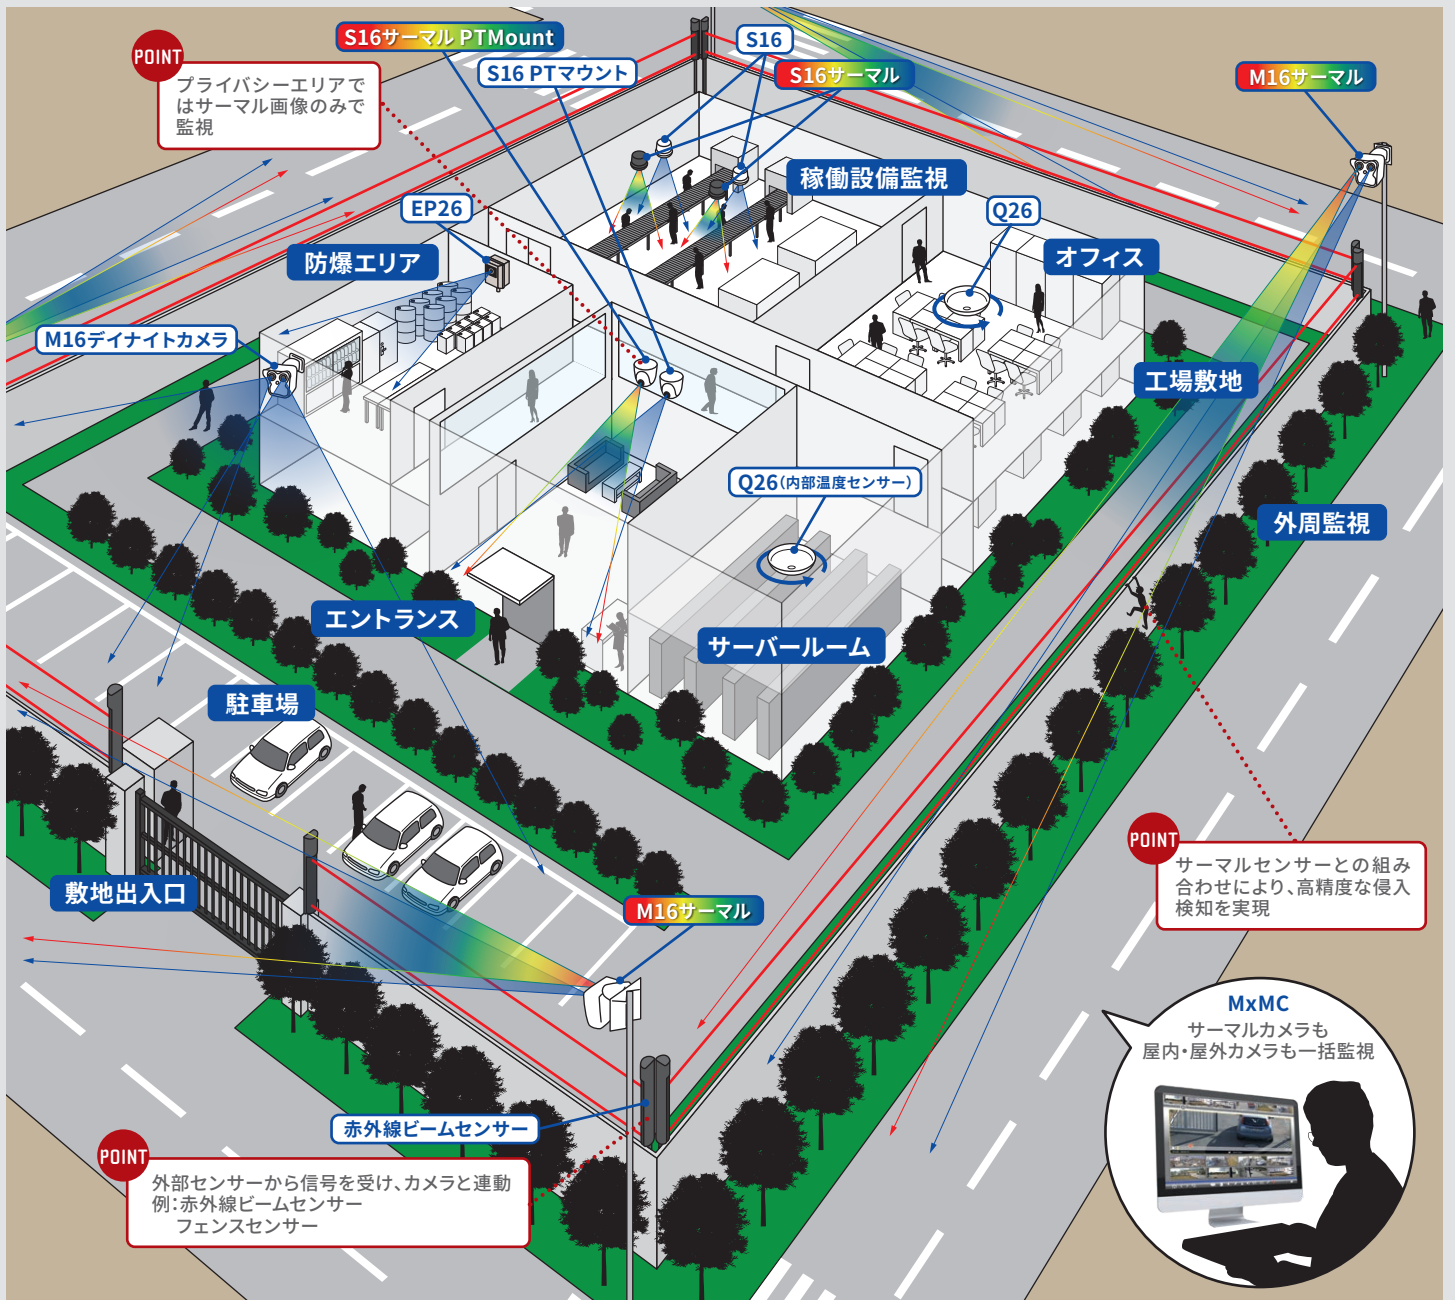 S16サーマル PTMount
S16
POINT
プライバシーエリアで
はサーマル画像のみで
監視
S16 PTマウント
S16サーマル
M16サーマル
稼働設備監視
EP26
Q26
防爆エリア
オフィス
M16デイナイトカメラ
工場敷地
Q26(内部温度センサー)
外周監視
エントランス
サーバールーム
駐車場
POINT
サーマルセンサーとの組み
合わせにより、高精度な侵入
検知を実現
敷地出入口
M16サーマル
MxMC
サーマルカメラも
屋内・屋外カメラも一括監視
赤外線ビームセンサー
POINT
外部センサーから信号を受け、カメラと連動
例：赤外線ビームセンサー
フェンスセンサー